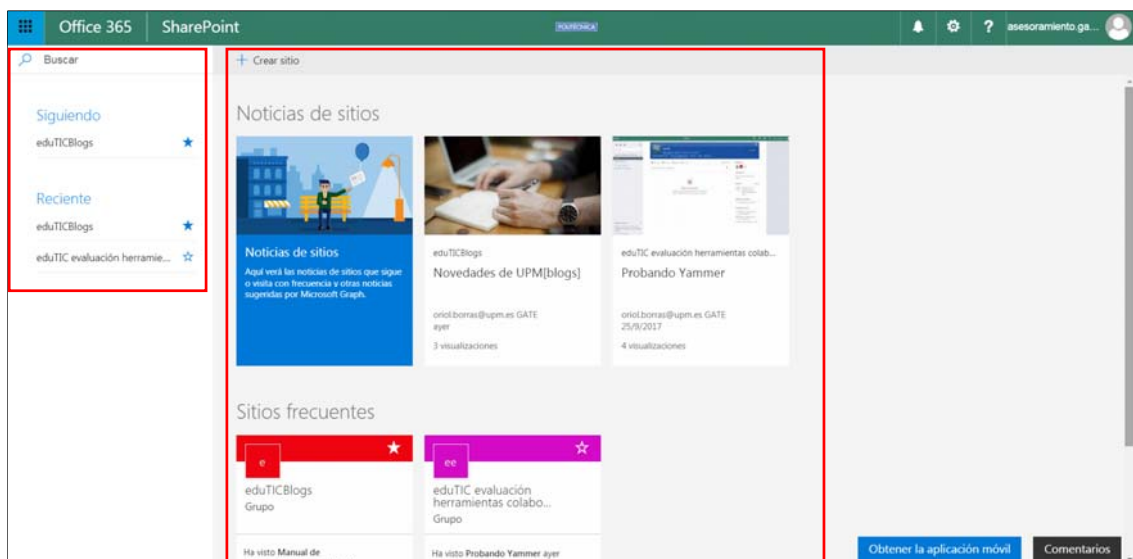 Office 365
SharePoint
POLITÉCNICA
?
asesoramiento.ga...
Buscar
Siguiendo
eduTICBlogs
Reciente
eduTICBlogs
eduTIC evaluación herramie...
+ Crear sitio
Noticias de sitios
Noticias de sitios
Aquí verá las noticias de sitios que sigue
o visita con frecuencia y otras noticias
sugeridas por Microsoft Graph.
eduTICBlogs
Novedades de UPM[blogs]
oriol.borras@upm.es GATE
ayer
3 visualizaciones
eduTIC evaluación herramientas colab...
Probando Yammer
oriol.borras@upm.es GATE
25/9/2017
4 visualizaciones
Sitios frecuentes
e
eduTICBlogs
Grupo
Ha visto Manual de
ee
eduTIC evaluación
herramientas colabo...
Grupo
Ha visto Probando Yammer ayer
Obtener la aplicación móvil
Comentarios